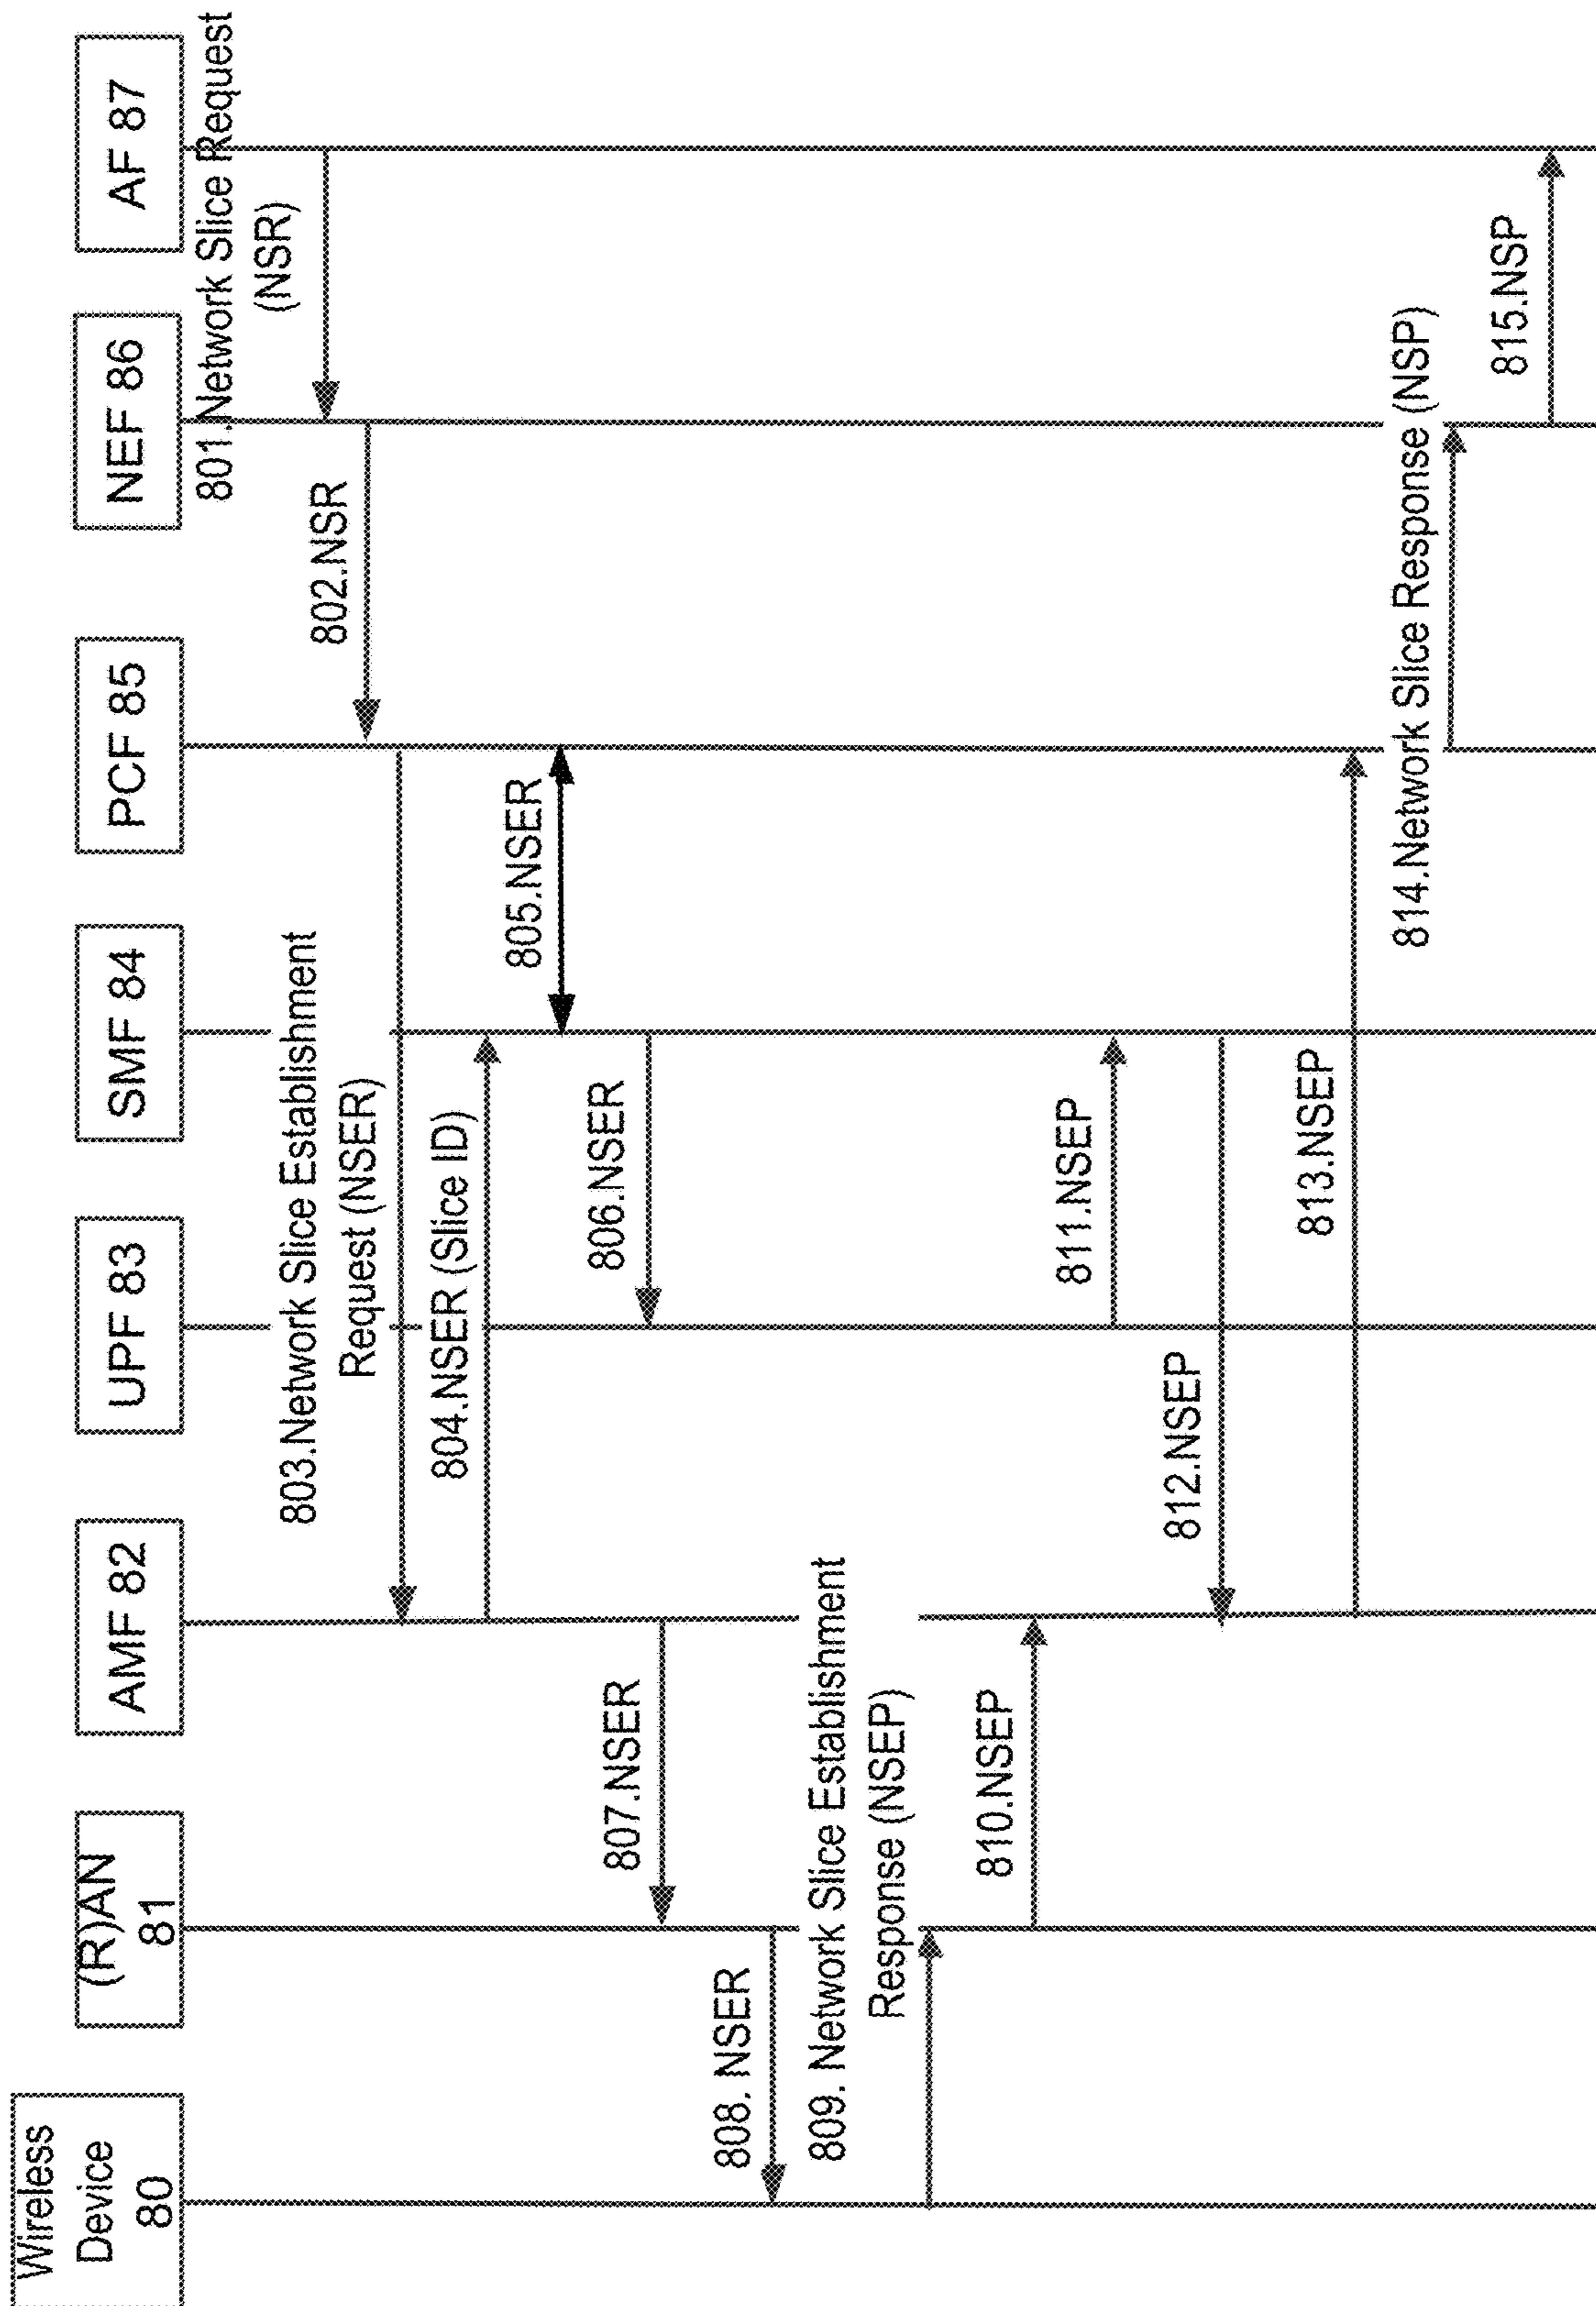 Wireless
Device
80
(R)AN
81
AMF 82
UPF 83
SMF 84
PCF 85
NEF 86
AF 87
801.Network Slice Request
(NSR)
802.NSR
803.Network Slice Establishment
Request (NSER)
804.NSER (Slice ID)
805.NSER
806.NSER
807.NSER
808. NSER
809. Network Slice Establishment
Response (NSEP)
810.NSEP
811.NSEP
812.NSEP
813.NSEP
814.Network Slice Response (NSP)
815.NSP